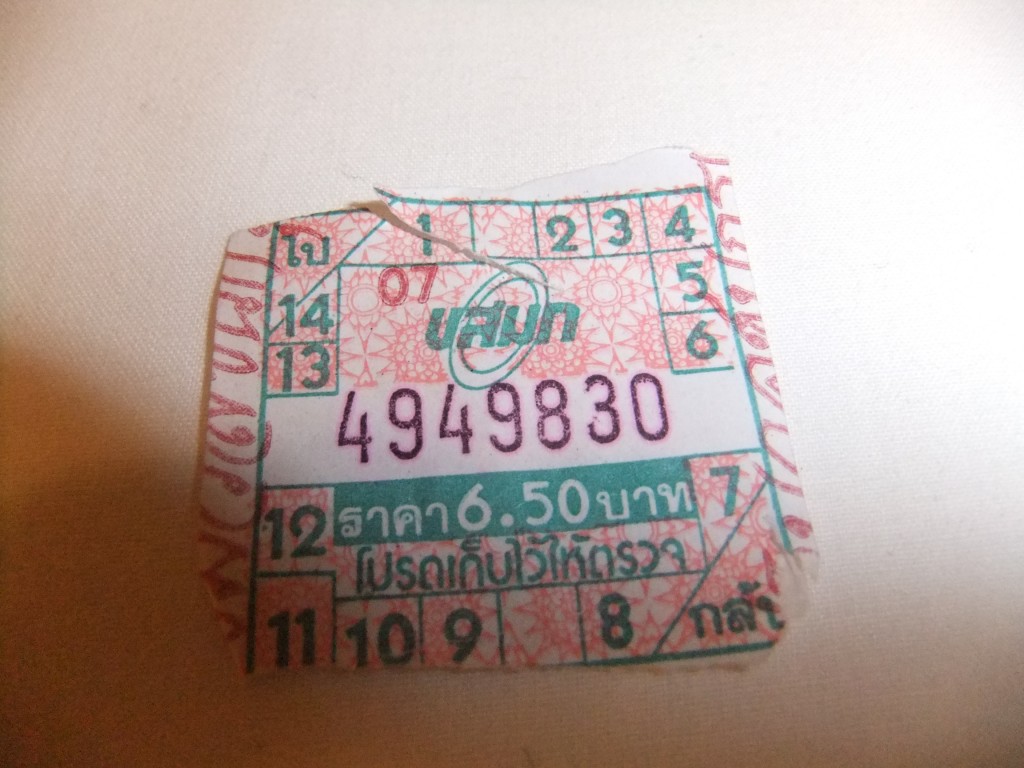 ไป 1 2 3 4
14 07 5
ขสมก 6
13
4949830
12 ราคา 6.50 บาท 7
โปรดเก็บไว้ให้ตรวจ
11 10 9 8 กลับ